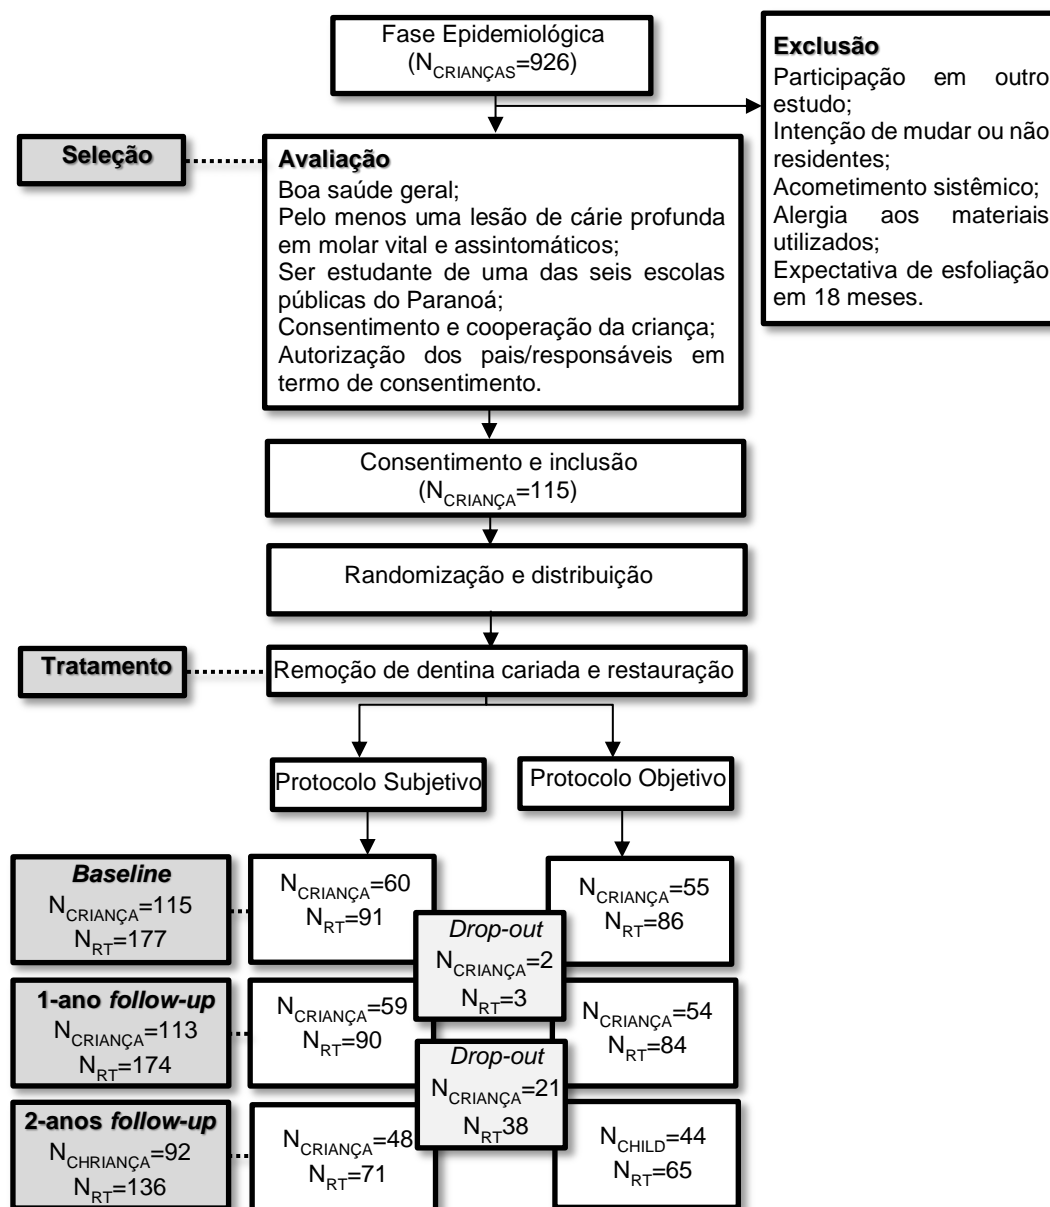 Fase Epidemiológica
(NCRIANÇAS=926)
Exclusão
Participação em outro
estudo;
Intenção de mudar ou não
residentes;
Acometimento sistêmico;
Alergia aos materiais
utilizados;
Expectativa de esfoliação
em 18 meses.
Seleção
Avaliação
Boa saúde geral;
Pelo menos uma lesão de cárie profunda
em molar vital e assintomáticos;
Ser estudante de uma das seis escolas
públicas do Paranoá;
Consentimento e cooperação da criança;
Autorização dos pais/responsáveis em
termo de consentimento.
Consentimento e inclusão
(NCRIANÇA=115)
Randomização e distribuição
Tratamento
Remoção de dentina cariada e restauração
Protocolo Subjetivo
Protocolo Objetivo
Baseline
NCRIANÇA=115
NRT=177
NCRIANÇA=60
NRT=91
NCRIANÇA=55
NRT=86
Drop-out
NCRIANÇA=2
NRT=3
1-ano follow-up
NCRIANÇA=113
NRT=174
NCRIANÇA=59
NRT=90
NCRIANÇA=54
NRT=84
Drop-out
NCRIANÇA=21
NRT38
2-anos follow-up
NCHRIANÇA=92
NRT=136
NCRIANÇA=48
NRT=71
NCHILD=44
NRT=65